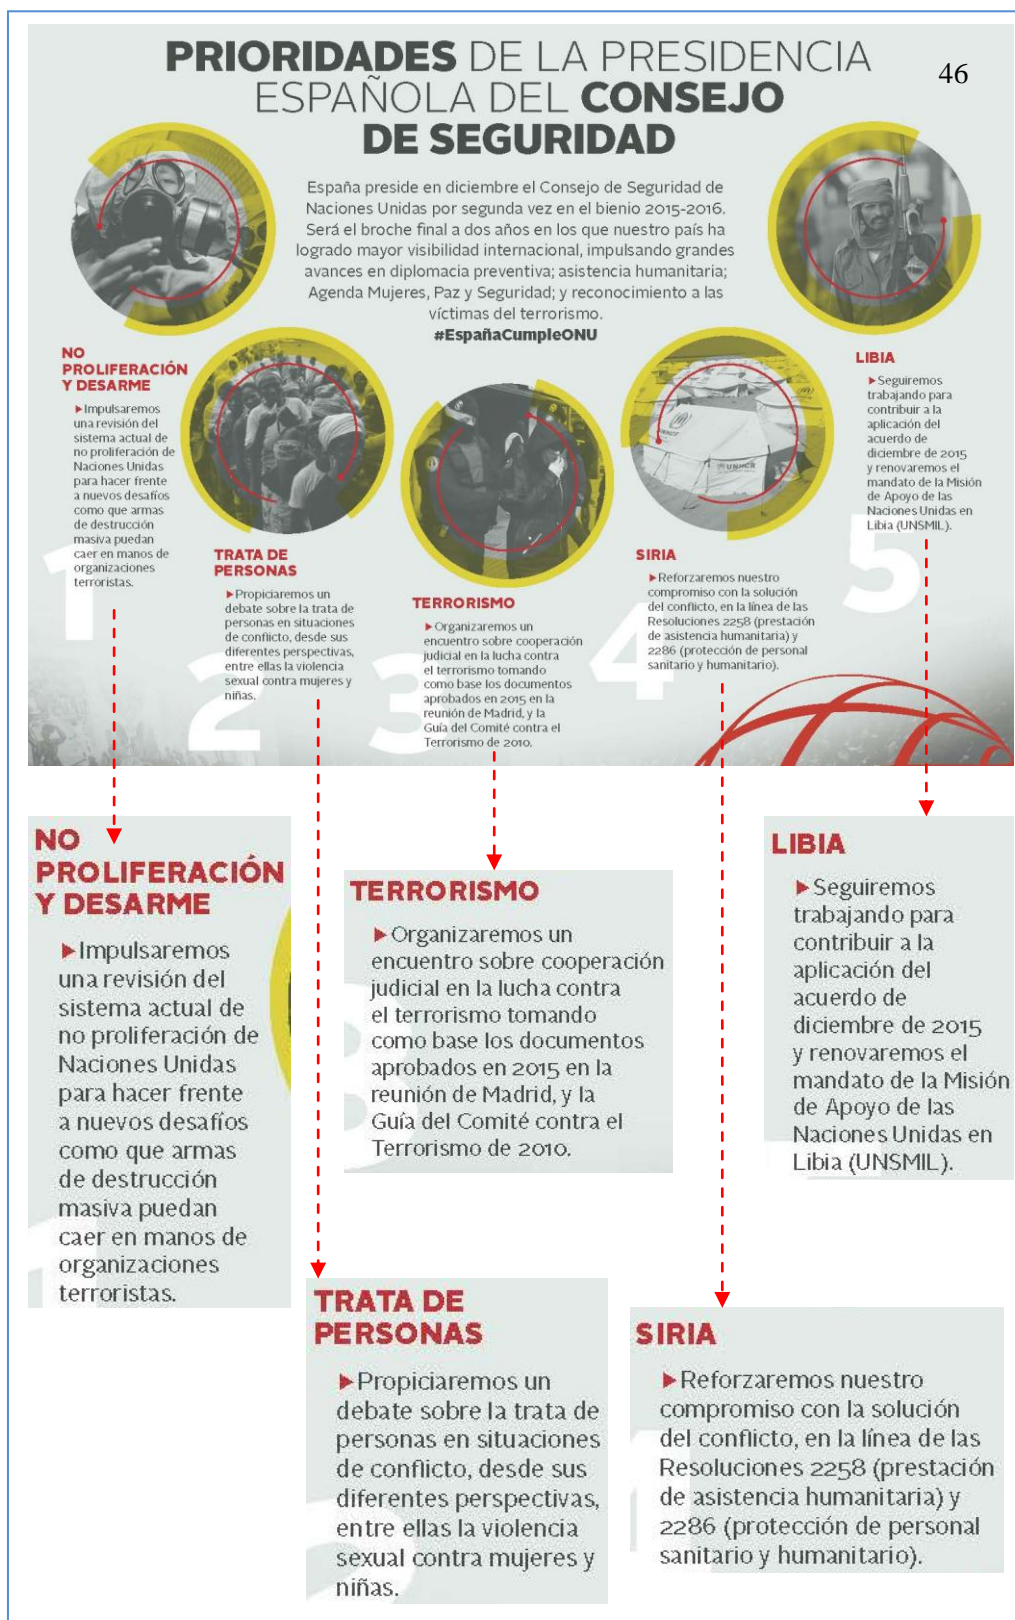 PRIORIDADES DE LA PRESIDENCIA
ESPAÑOLA DEL CONSEJO
DE SEGURIDAD
46
España preside en diciembre el Consejo de Seguridad de
Naciones Unidas por segunda vez en el bienio 2015-2016.
Será el broche final a dos años en los que nuestro país ha
logrado mayor visibilidad internacional, impulsando grandes
avances en diplomacia preventiva; asistencia humanitaria;
Agenda Mujeres, Paz y Seguridad; y reconocimiento a las
víctimas del terrorismo.
#EspañaCumpleONU
NO
PROLIFERACIÓN
Y DESARME
▶Impulsaremos
una revisión del
sistema actual de
no proliferación de
Naciones Unidas
para hacer frente
a nuevos desafíos
como que armas
de destrucción
masiva puedan
caer en manos de
organizaciones
terroristas.
1
TRATA DE
PERSONAS
▶Propiciaremos un
debate sobre la trata de
personas en situaciones
de conflicto, desde sus
diferentes perspectivas,
entre ellas la violencia
sexual contra mujeres y
niñas.
2
TERRORISMO
▶Organizaremos un
encuentro sobre cooperación
judicial en la lucha contra
el terrorismo tomando
como base los documentos
aprobados en 2015 en la
reunión de Madrid, y la
Guía del Comité contra el
Terrorismo de 2010.
3
UNHCR
SIRIA
▶Reforzaremos nuestro
compromiso con la solución
del conflicto, en la línea de las
Resoluciones 2258 (prestación
de asistencia humanitaria) y
2286 (protección de personal
sanitario y humanitario).
4
LIBIA
▶Seguiremos
trabajando para
contribuir a la
aplicación del
acuerdo de
diciembre de 2015
y renovaremos el
mandato de la Misión
de Apoyo de las
Naciones Unidas en
Libia (UNSMIL).
5
NO
PROLIFERACIÓN
Y DESARME
▶Impulsaremos
una revisión del
sistema actual de
no proliferación de
Naciones Unidas
para hacer frente
a nuevos desafíos
como que armas
de destrucción
masiva puedan
caer en manos de
organizaciones
terroristas.
TERRORISMO
▶Organizaremos un
encuentro sobre cooperación
judicial en la lucha contra
el terrorismo tomando
como base los documentos
aprobados en 2015 en la
reunión de Madrid, y la
Guía del Comité contra el
Terrorismo de 2010.
LIBIA
▶Seguiremos
trabajando para
contribuir a la
aplicación del
acuerdo de
diciembre de 2015
y renovaremos el
mandato de la Misión
de Apoyo de las
Naciones Unidas en
Libia (UNSMIL).
TRATA DE
PERSONAS
▶Propiciaremos un
debate sobre la trata de
personas en situaciones
de conflicto, desde sus
diferentes perspectivas,
entre ellas la violencia
sexual contra mujeres y
niñas.
SIRIA
▶Reforzaremos nuestro
compromiso con la solución
del conflicto, en la línea de las
Resoluciones 2258 (prestación
de asistencia humanitaria) y
2286 (protección de personal
sanitario y humanitario).